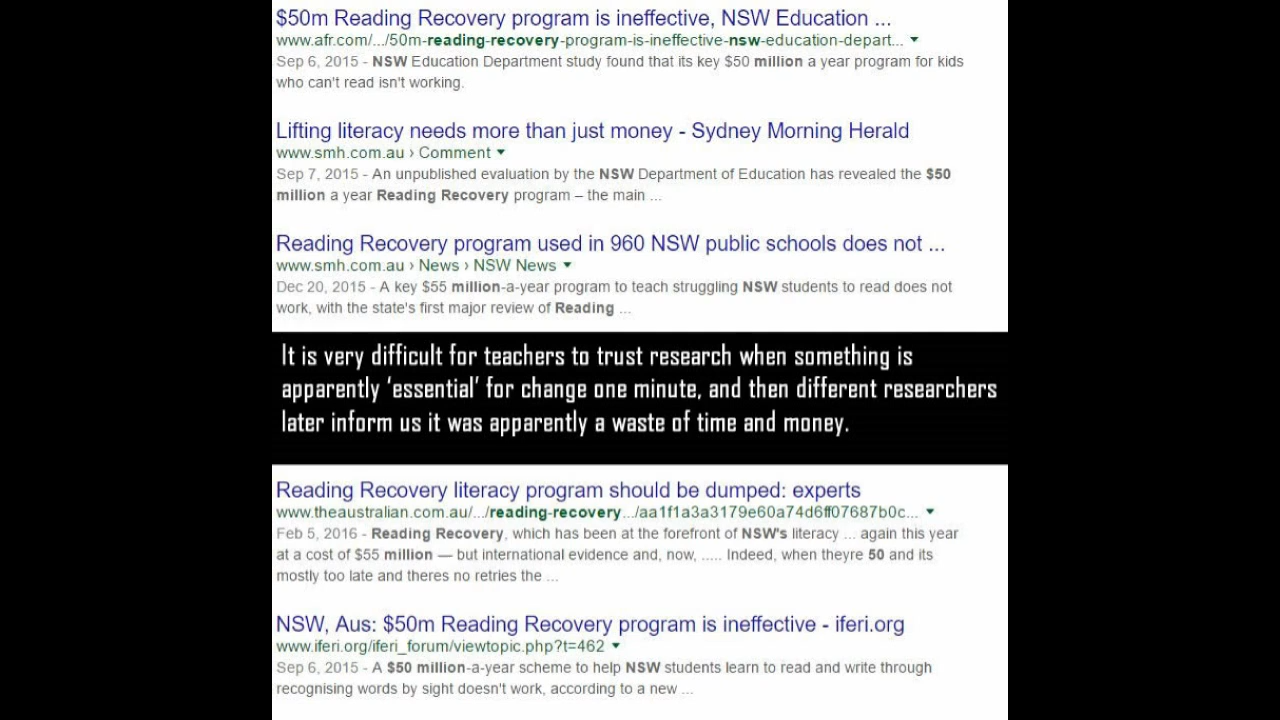 $50m Reading Recovery program is ineffective, NSW Education ...
www.afr.com/.../50m-reading-recovery-program-is-ineffective-nsw-education-depart...
Sep 6, 2015 - NSW Education Department study found that its key $50 million a year program for kids
who can't read isn't working.
Lifting literacy needs more than just money - Sydney Morning Herald
www.smh.com.au › Comment
Sep 7, 2015 - An unpublished evaluation by the NSW Department of Education has revealed the $50
million a year Reading Recovery program – the main ...
Reading Recovery program used in 960 NSW public schools does not ...
www.smh.com.au › News › NSW News
Dec 20, 2015 - A key $55 million-a-year program to teach struggling NSW students to read does not
work, with the state's first major review of Reading ...
It is very difficult for teachers to trust research when something is
apparently ‘essential’ for change one minute, and then different researchers
later inform us it was apparently a waste of time and money.
Reading Recovery literacy program should be dumped: experts
www.theaustralian.com.au/.../reading-recovery.../aa1f1a3a3179e60a74d6ff07687b0c...
Feb 5, 2016 - Reading Recovery, which has been at the forefront of NSW's literacy ... again this year
at a cost of $55 million — but international evidence and, now, ..... Indeed, when theyre 50 and its
mostly too late and theres no retries the ...
NSW, Aus: $50m Reading Recovery program is ineffective - iferi.org
www.iferi.org/iferi_forum/viewtopic.php?t=462
Sep 6, 2015 - A $50 million-a-year scheme to help NSW students learn to read and write through
recognising words by sight doesn't work, according to a new ...